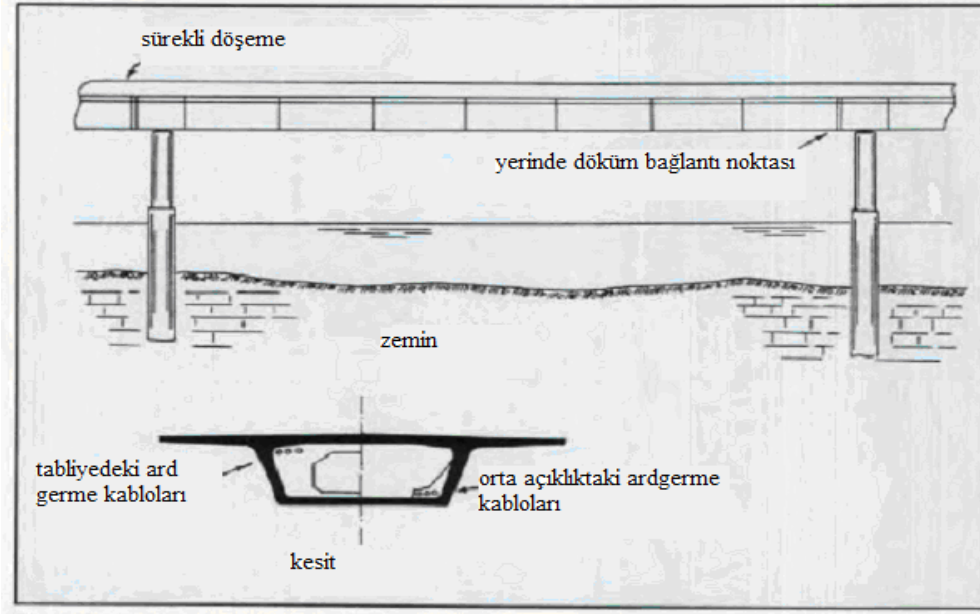 sürekli döşeme
yerinde döküm bağlantı noktası
zemin
tabliyedeki ard
germe kabloları
orta açıklıktaki ardgerme
kabloları
kesit